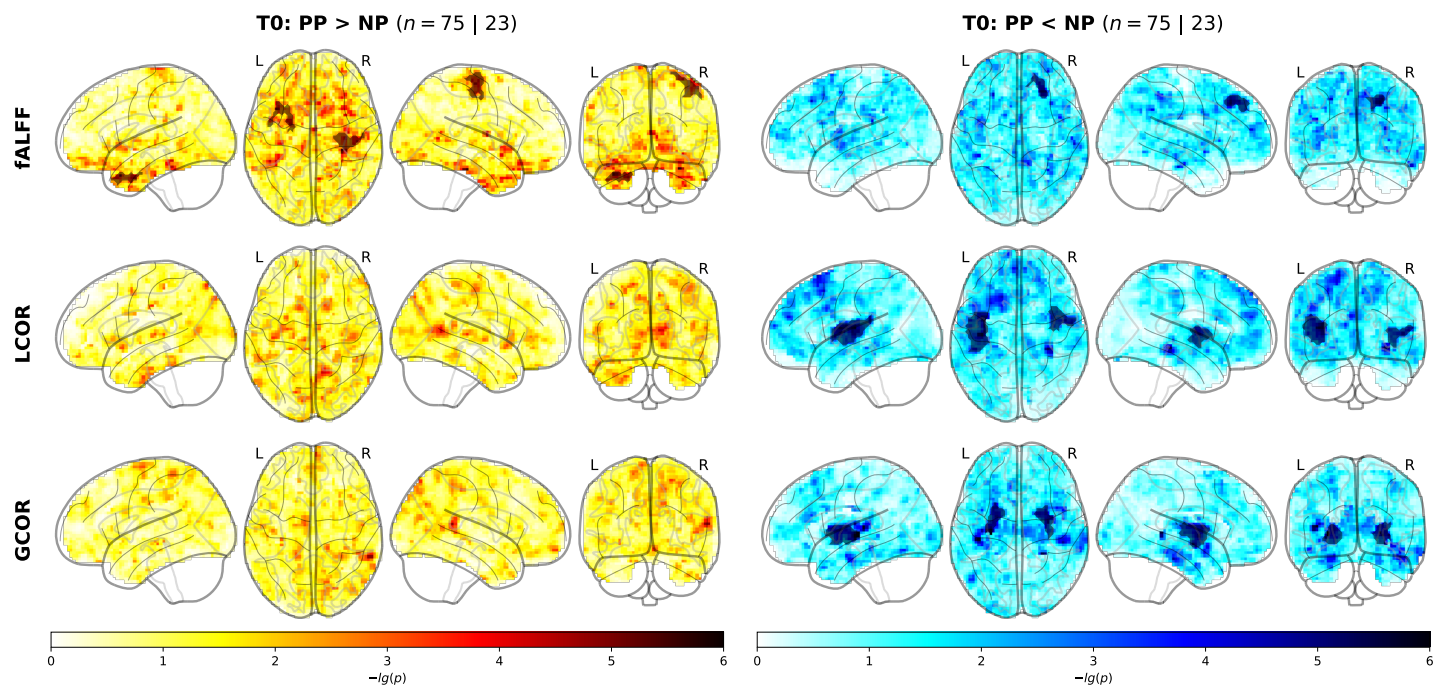 T0: PP > NP (n = 75 | 23)
T0: PP < NP (n = 75 | 23)
fALFF
L R L R
L R L R
LCOR
L R L R
L R L R
GCOR
L R L R
L R L R
0 1 2 3 4 5 6
−lg(p)
0 1 2 3 4 5 6
−lg(p)